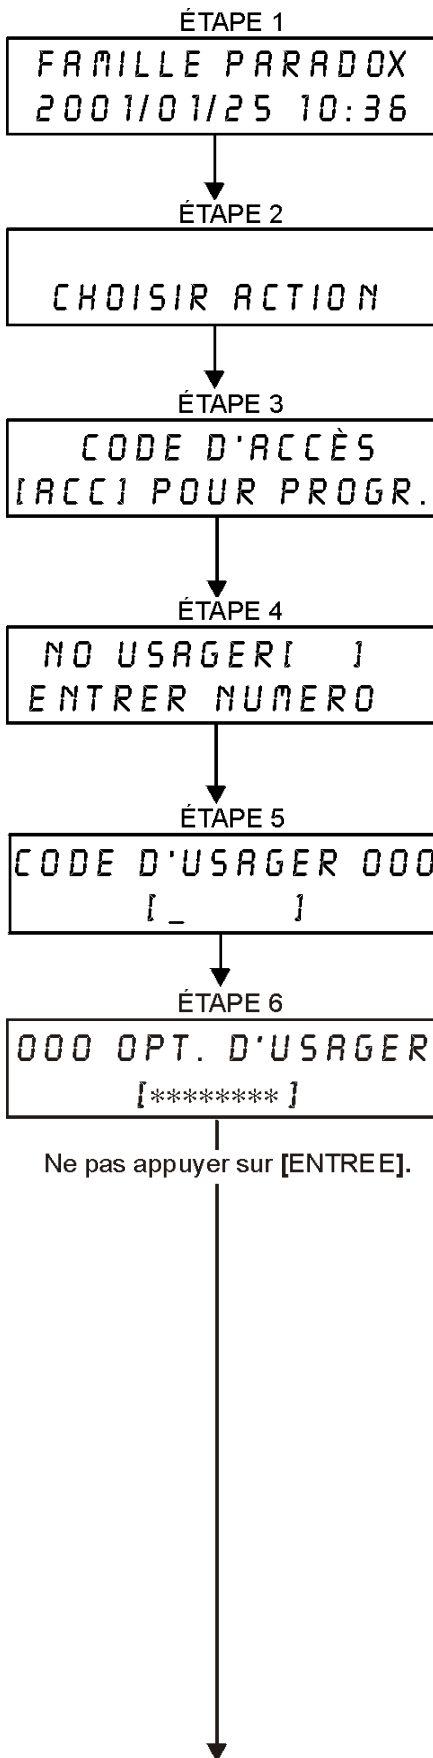 ÉTAPE 1
FAMILLE PARADOX
2001/01/25 10:36
ÉTAPE 2
CHOISIR ACTION
ÉTAPE 3
CODE D'ACCÈS
[ACC] POUR PROGR.
ÉTAPE 4
NO USAGER[ ]
ENTRER NUMERO
ÉTAPE 5
CODE D'USAGER 000
[_ ]
ÉTAPE 6
000 OPT. D'USAGER
[********]
Ne pas appuyer sur [ENTREE].